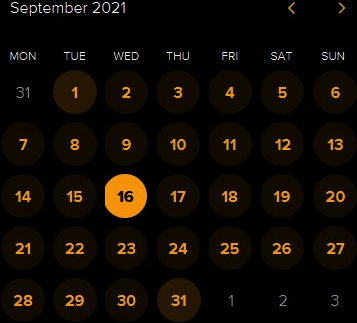 September 2021
MON TUE WED THU FRI SAT SUN
31 1 2 3 4 5 6
7 8 9 10 11 12 13
14 15 16 17 18 19 20
21 22 23 24 25 26 27
28 29 30 31 1 2 3